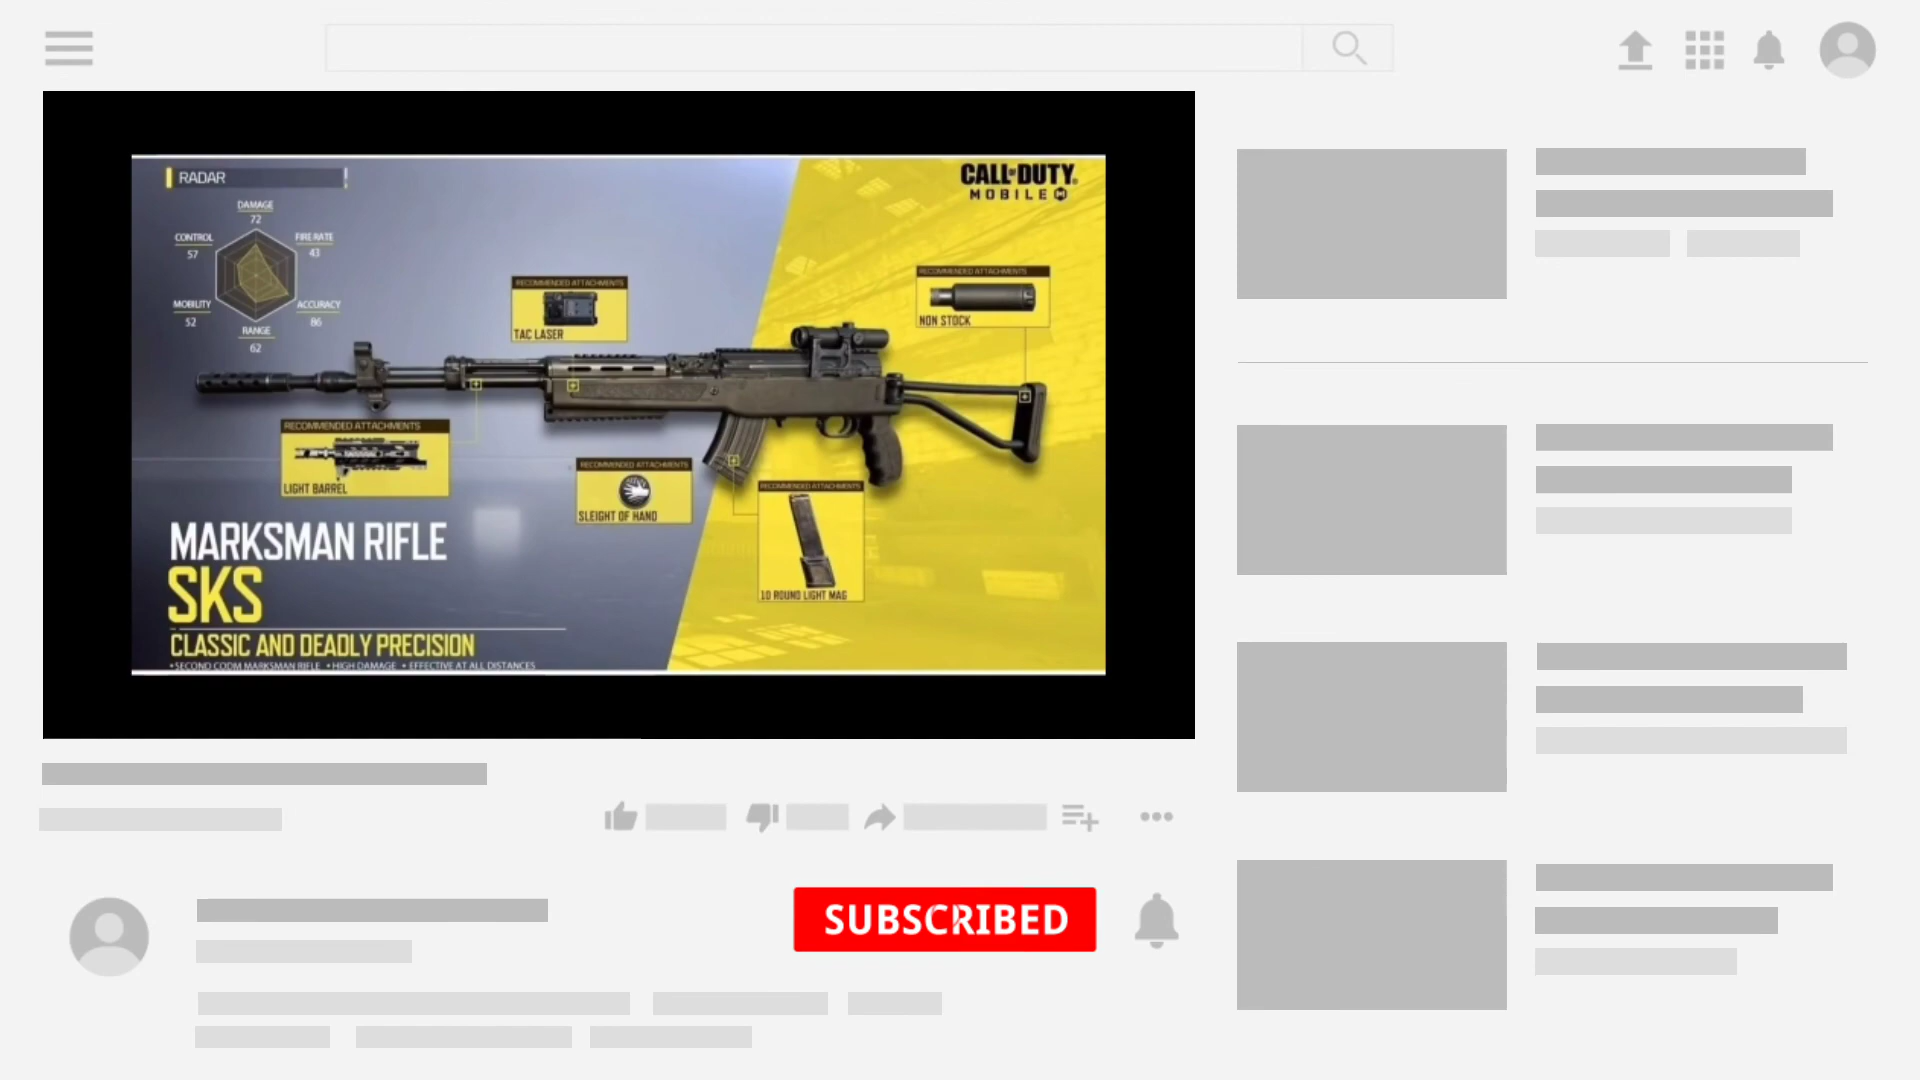 RADAR
CALL OF DUTY
MOBILE
DAMAGE
72
CONTROL
57
FIRE RATE
43
MOBILITY
52
ACCURACY
86
RANGE
62
RECOMMENDED ATTACHMENTS
TAC LASER
RECOMMENDED ATTACHMENTS
NON STOCK
RECOMMENDED ATTACHMENTS
LIGHT BARREL
RECOMMENDED ATTACHMENTS
SLEIGHT OF HAND
RECOMMENDED ATTACHMENTS
10 ROUND LIGHT MAG
MARKSMAN RIFLE
SKS
CLASSIC AND DEADLY PRECISION
•SECOND CODM MARKSMAN RIFLE •HIGH DAMAGE •EFFECTIVE AT ALL DISTANCES
SUBSCRIBED